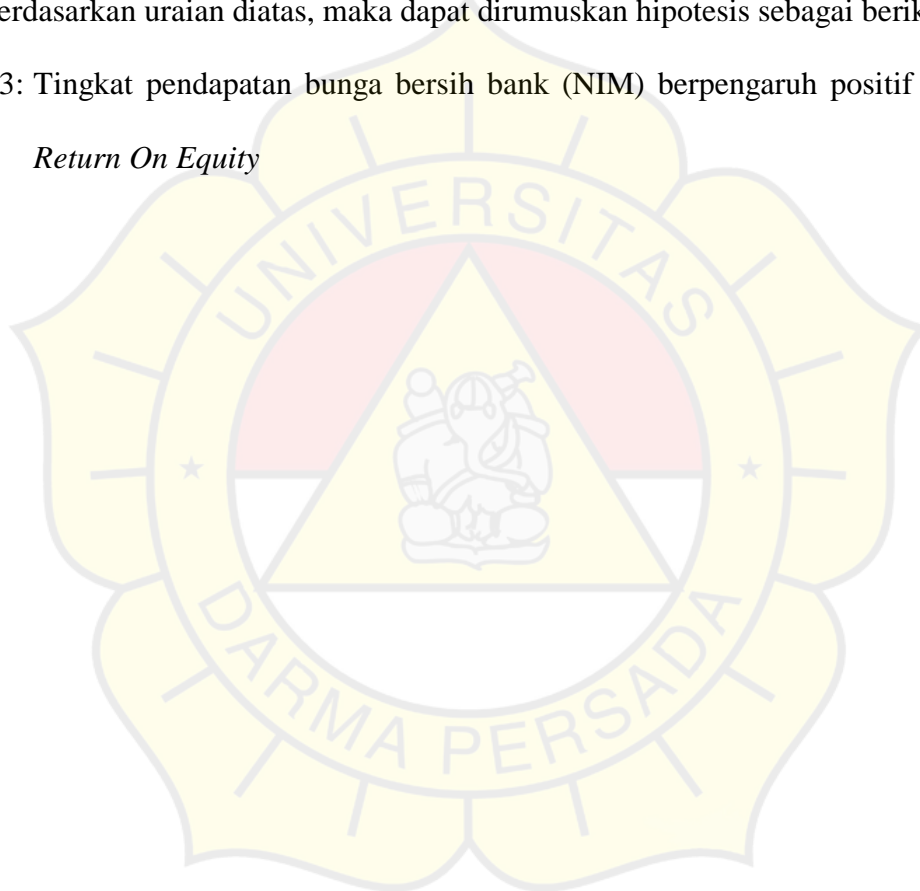 erdasarkan uraian diatas, maka dapat dirumuskan hipotesis sebagai berik
3: Tingkat pendapatan bunga bersih bank (NIM) berpengaruh positif
Return On Equity
UNIVERSITAS
DARMA PERSADA